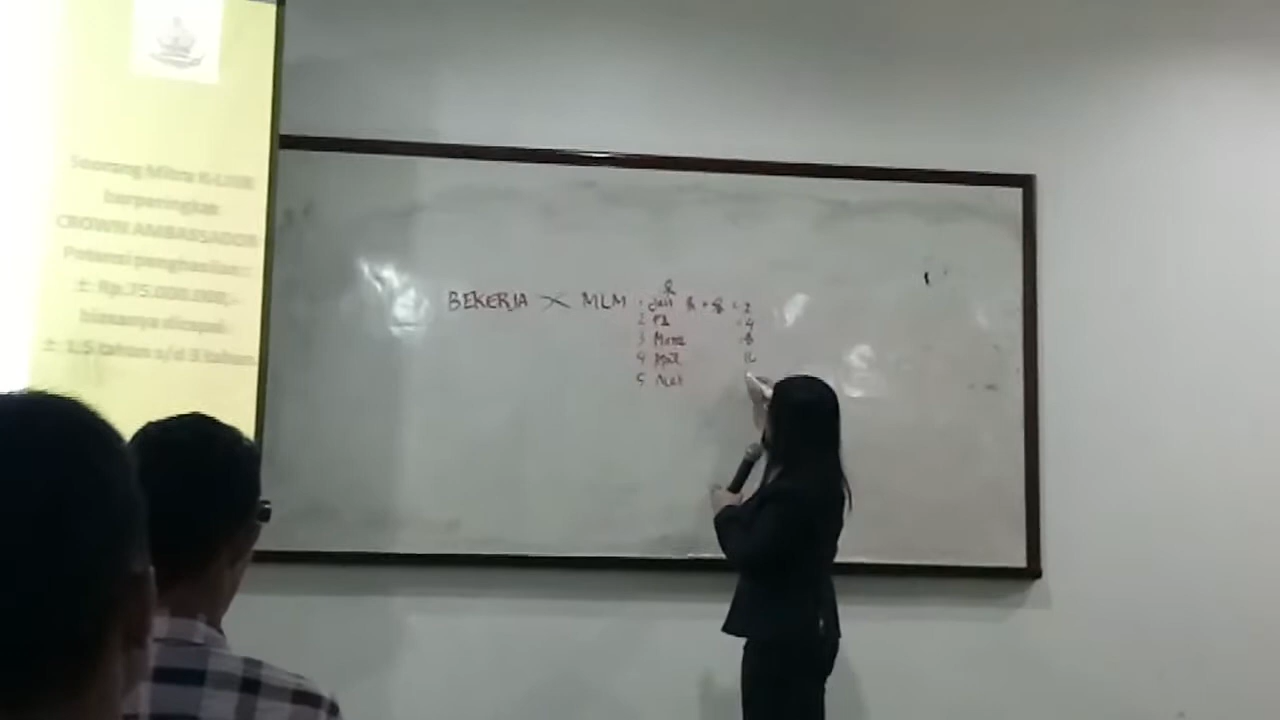 Seorang Mitra K-LINK
berperingkat
CROWN AMBASSADOR
Potensi penghasilan :
± Rp.75.000.000,-
biasanya dicapai
± 1,5 tahun s/d 3 tahun
BEKERJA X MLM
= 2
2 = 4
3 8
4 16
5